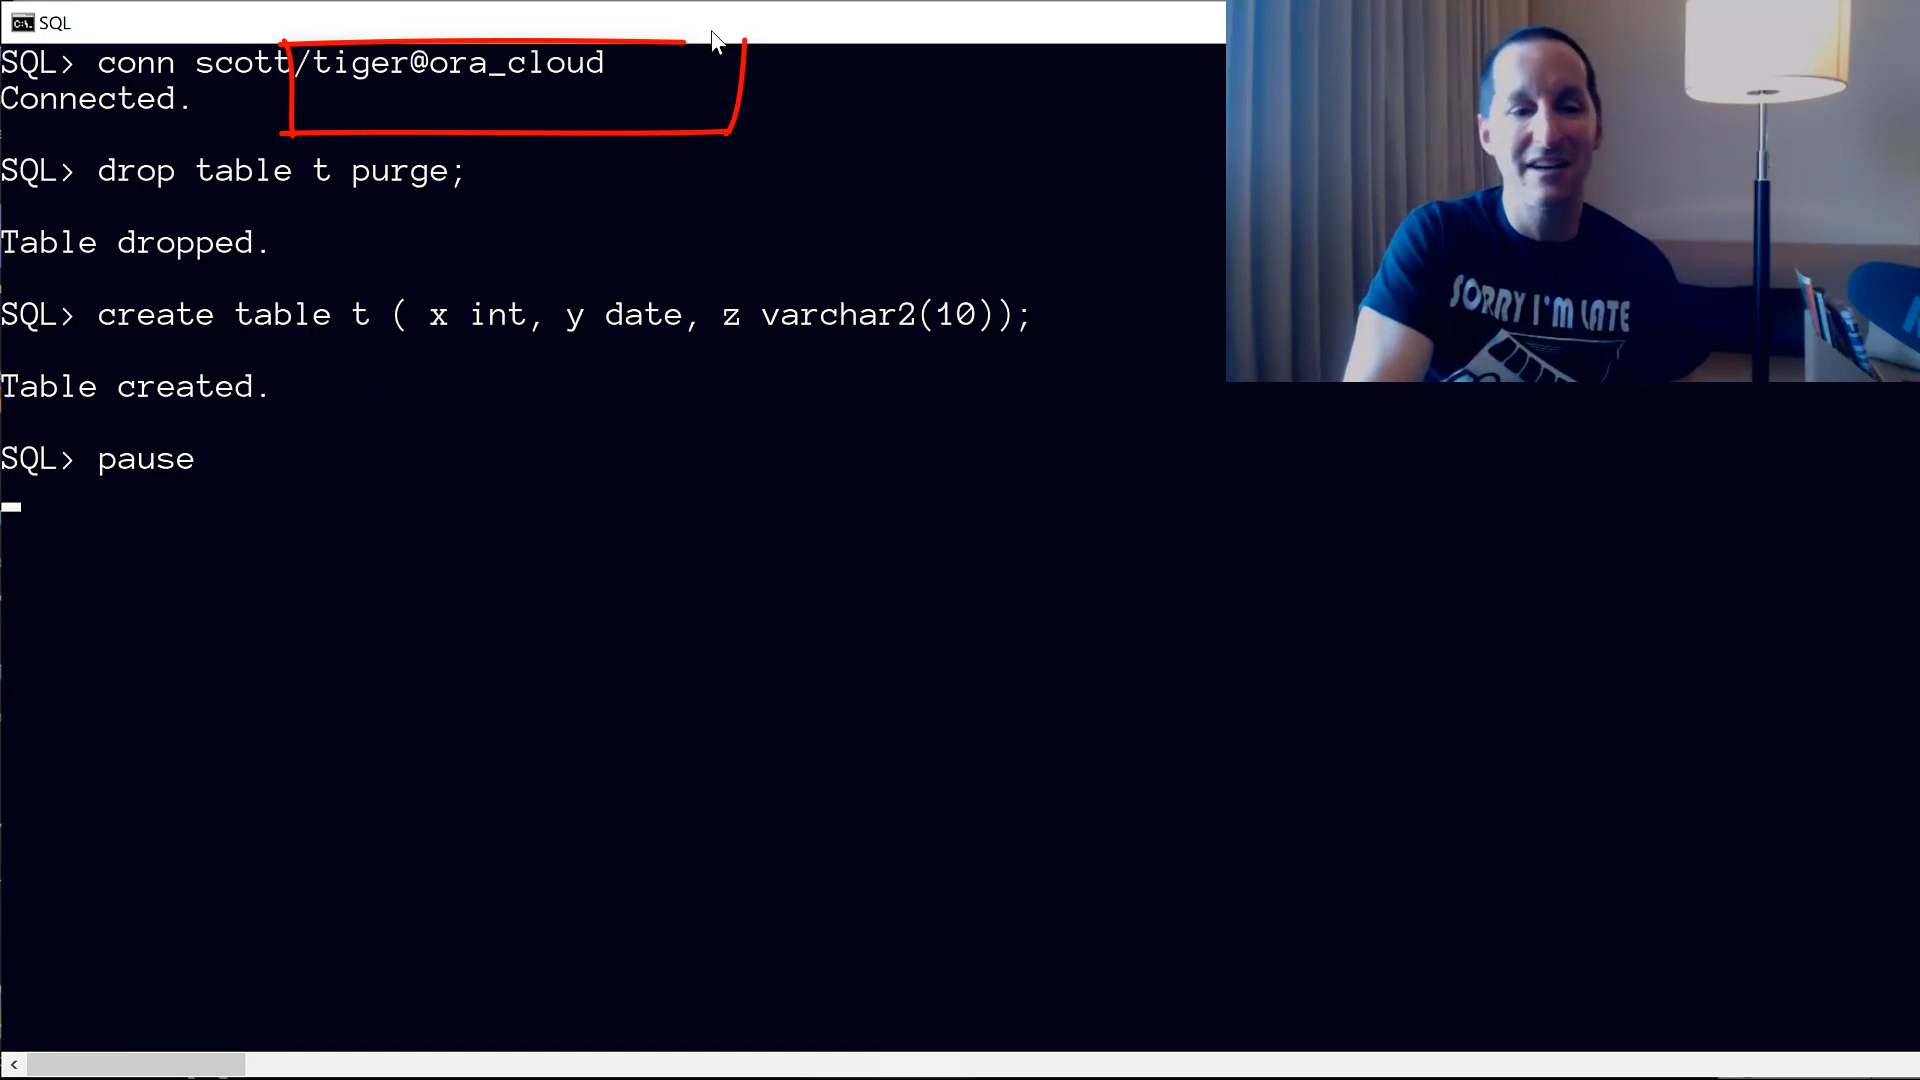 SQL
SQL> conn scott/tiger@ora_cloud
Connected.
SQL> drop table t purge;
Table dropped.
SQL> create table t ( x int, y date, z varchar2(10));
Table created.
SQL> pause
SORRY I'M LATE